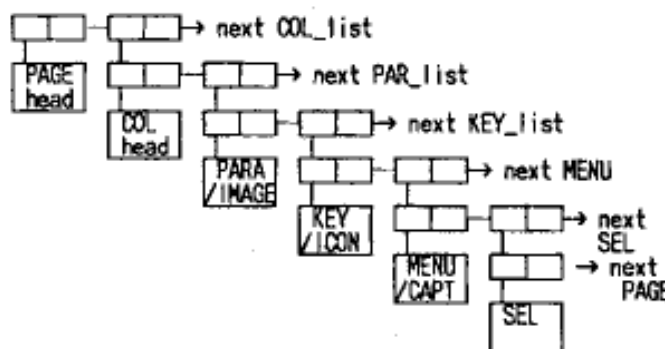 next COL_list
PAGE
head
next PAR_list
COL
head
next KEY_list
PARA
/IMAGE
next MENU
KEY
/ICON
next
SEL
MENU
/CAPT
next
PAGE
SEL